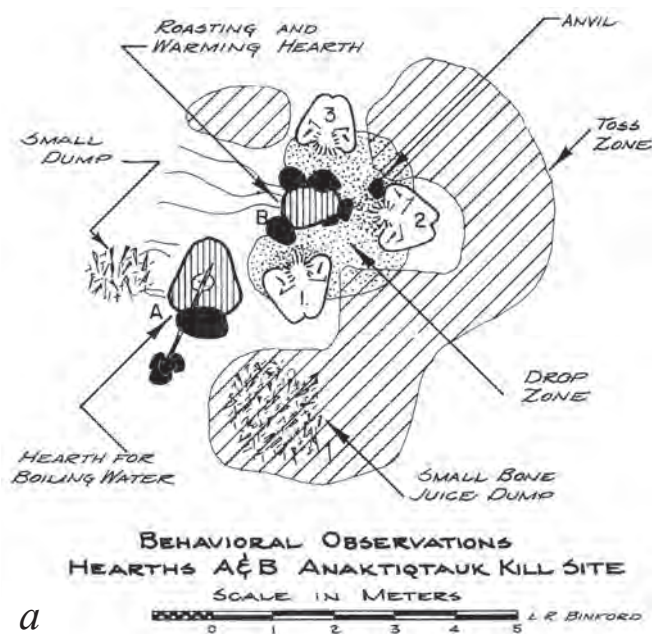 ROASTING AND
WARMING HEARTH
ANVIL
SMALL
DUMP
TOSS
ZONE
3
B
2
1
A
DROP
ZONE
HEARTH FOR
BOILING WATER
SMALL BONE
JUICE DUMP
BEHAVIORAL OBSERVATIONS
HEARTHS A & B ANAKTIQTAUK KILL SITE
SCALE IN METERS
a
0 1 2 3 4 5
L R. BINFORD